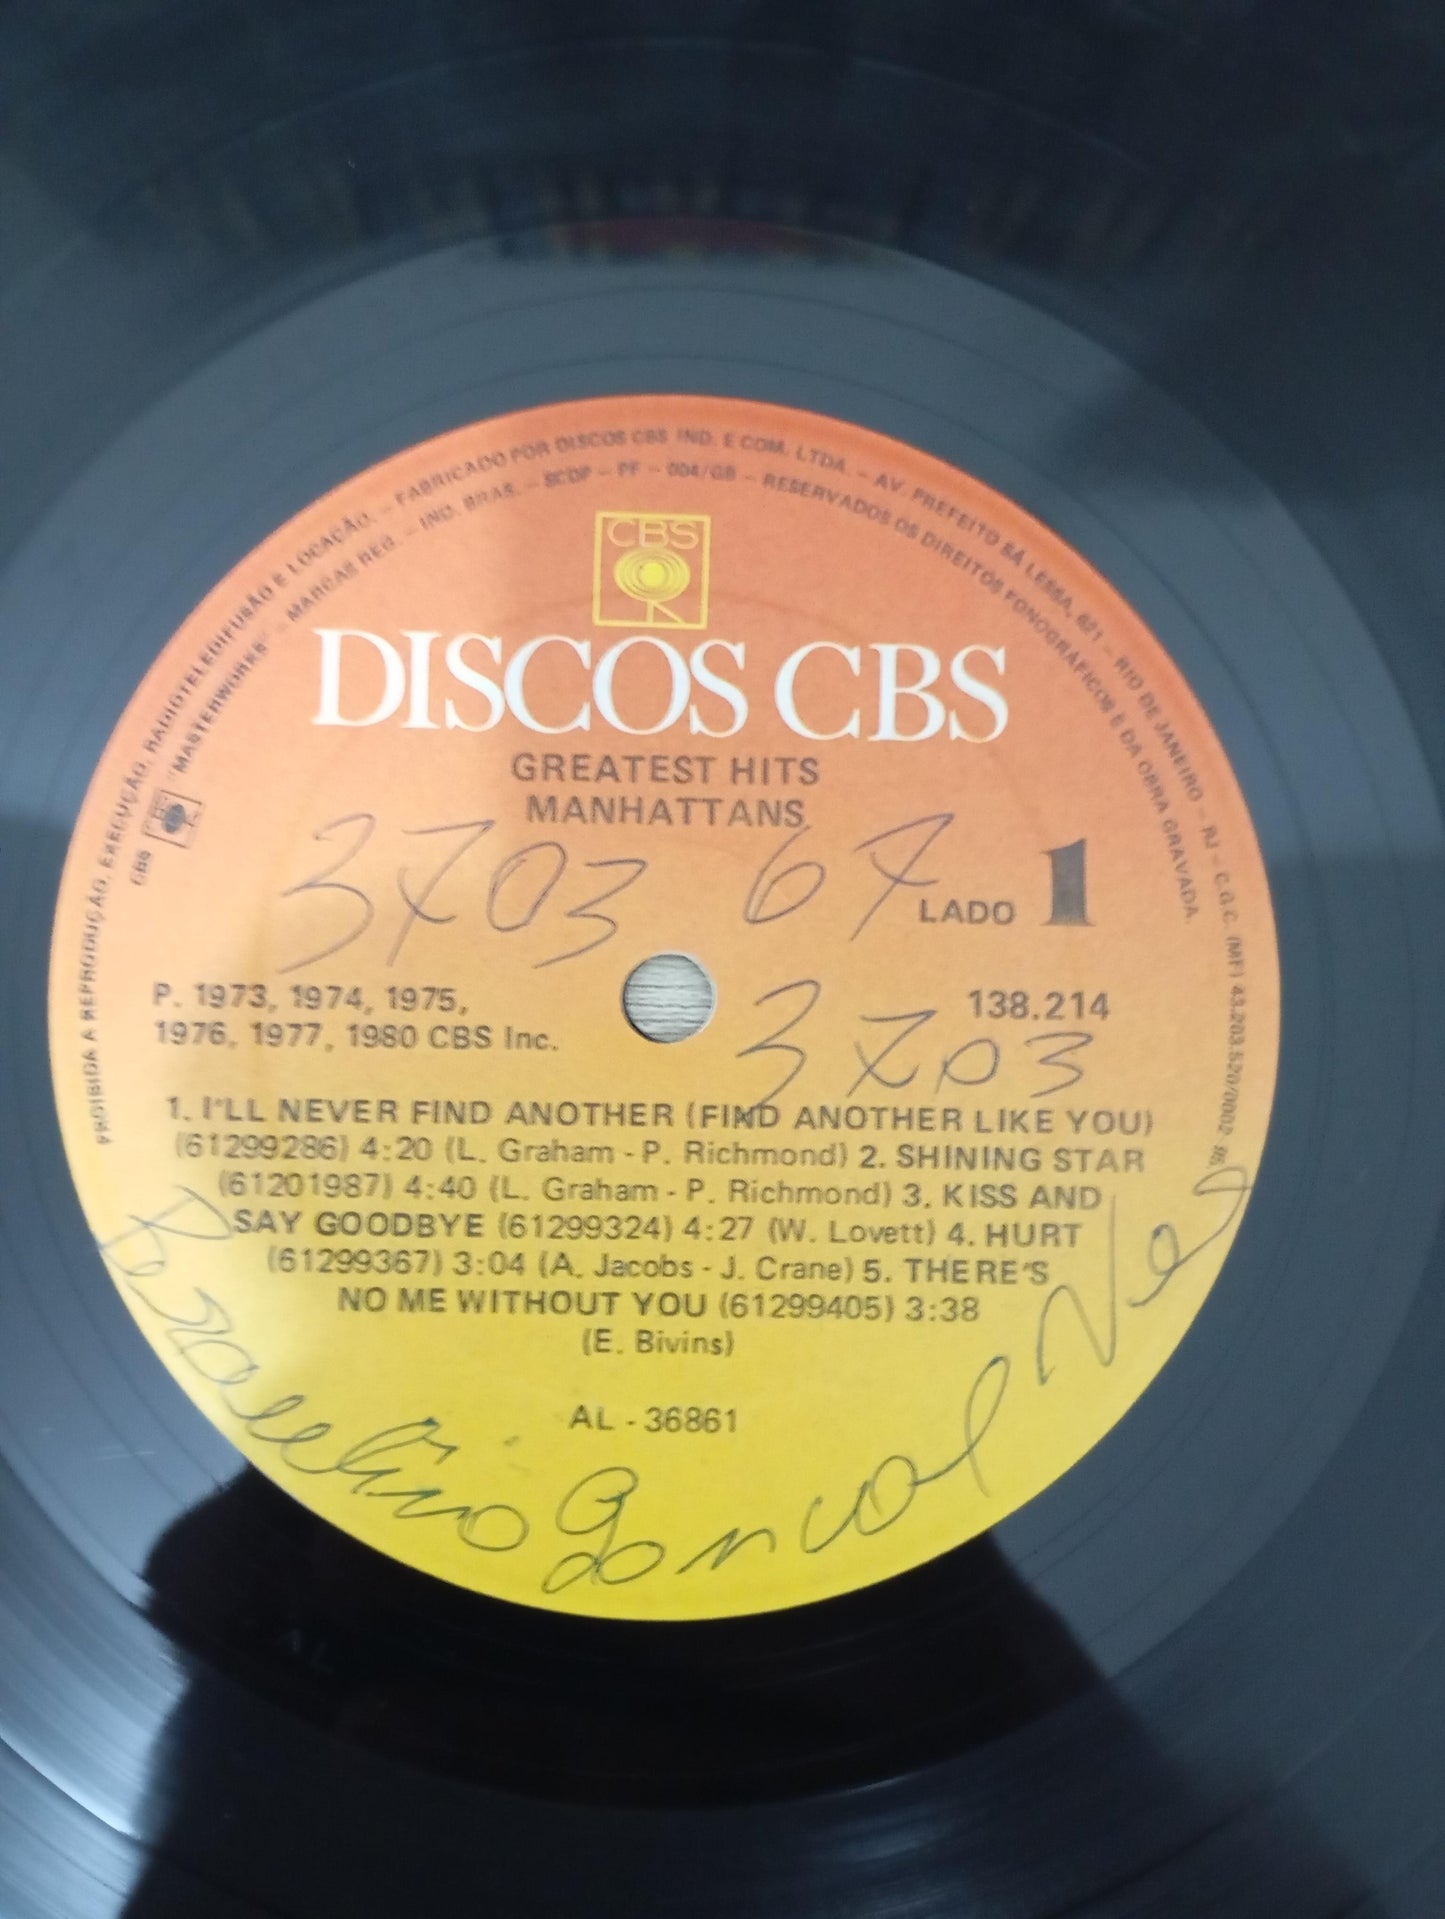 PROIBIDA A REPRODUÇÃO, EXECUÇÃO, RADIOTELEDIFUSÃO E LOCAÇÃO. – FABRICADO POR DISCOS CBS IND. E COM. LTDA. – AV. PREFEITO SÁ LESSA, 621 – RIO DE JANEIRO – RJ – C.G.C. (MF) 43.203.520/0002-
CBS CBS "MASTERWORKS" – MARCAS REG. – IND. BRAS. – SCDP – PF – 004/GB – RESERVADOS OS DIREITOS FONOGRÁFICOS E DA OBRA GRAVADA.
CBS
DISCOS CBS
GREATEST HITS
MANHATTANS
3703 67
LADO 1
P. 1973, 1974, 1975,
1976, 1977, 1980 CBS Inc.
138.214
3703
1. I'LL NEVER FIND ANOTHER (FIND ANOTHER LIKE YOU)
(61299286) 4:20 (L. Graham - P. Richmond) 2. SHINING STAR
(61201987) 4:40 (L. Graham - P. Richmond) 3. KISS AND
SAY GOODBYE (61299324) 4:27 (W. Lovett) 4. HURT
(61299367) 3:04 (A. Jacobs - J. Crane) 5. THERE'S
NO ME WITHOUT YOU (61299405) 3:38
(E. Bivins)
AL - 36861